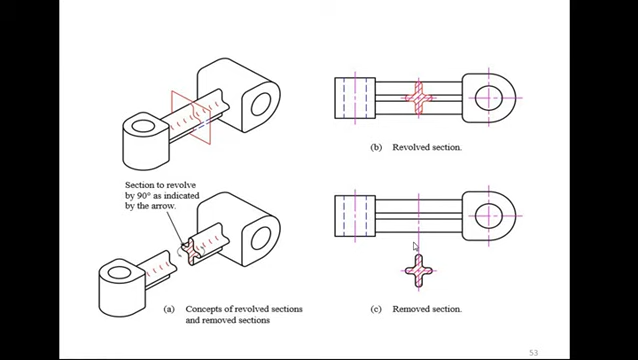 (b) Revolved section.
Section to revolve
by 90° as indicated
by the arrow.
(a) Concepts of revolved sections
and removed sections
(c) Removed section.
53